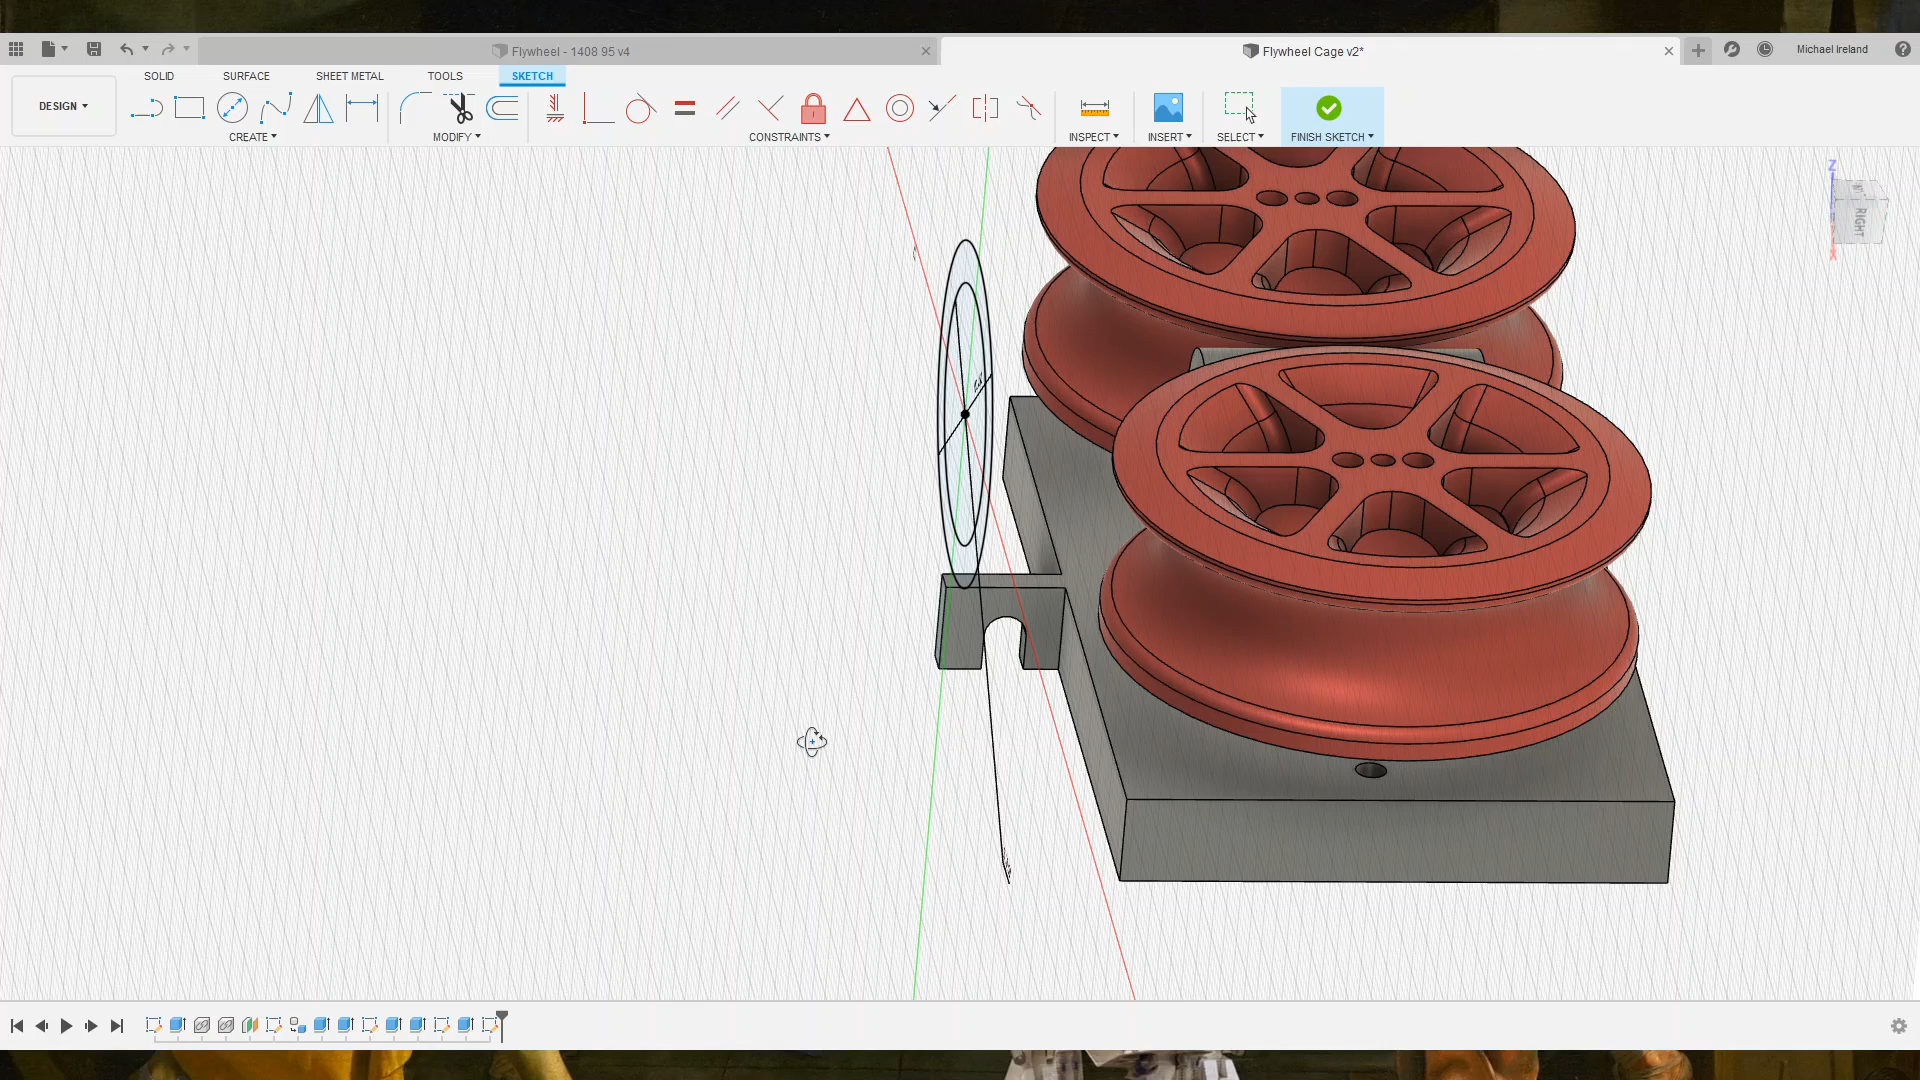 Flywheel - 1408 95 v4
Flywheel Cage v2*
Michael Ireland
SOLID
SURFACE
SHEET METAL
TOOLS
SKETCH
DESIGN
CREATE
MODIFY
CONSTRAINTS
INSPECT
INSERT
SELECT
FINISH SKETCH
Z
RIGHT
X